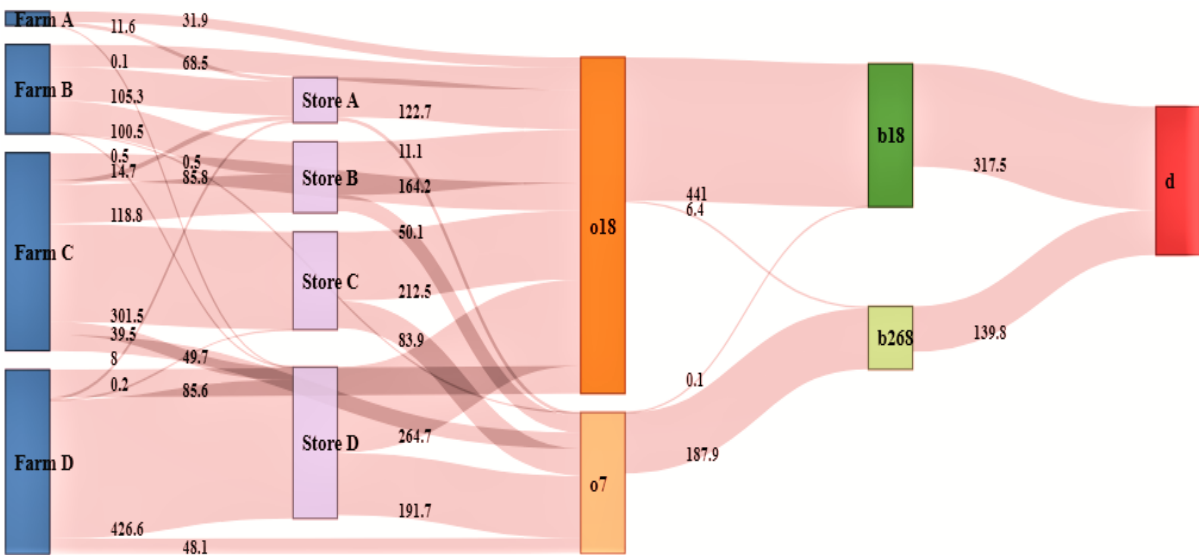 Farm A
11.6
31.9
Farm B
0.1
68.5
105.3
100.5
Store A
122.7
b18
317.5
d
0.5
0.5
14.7
85.8
Store B
11.1
164.2
441
6.4
118.8
Farm C
50.1
o18
Store C
212.5
301.5
39.5
49.7
83.9
b268
139.8
8
0.2
85.6
0.1
Farm D
Store D
264.7
187.9
o7
191.7
426.6
48.1